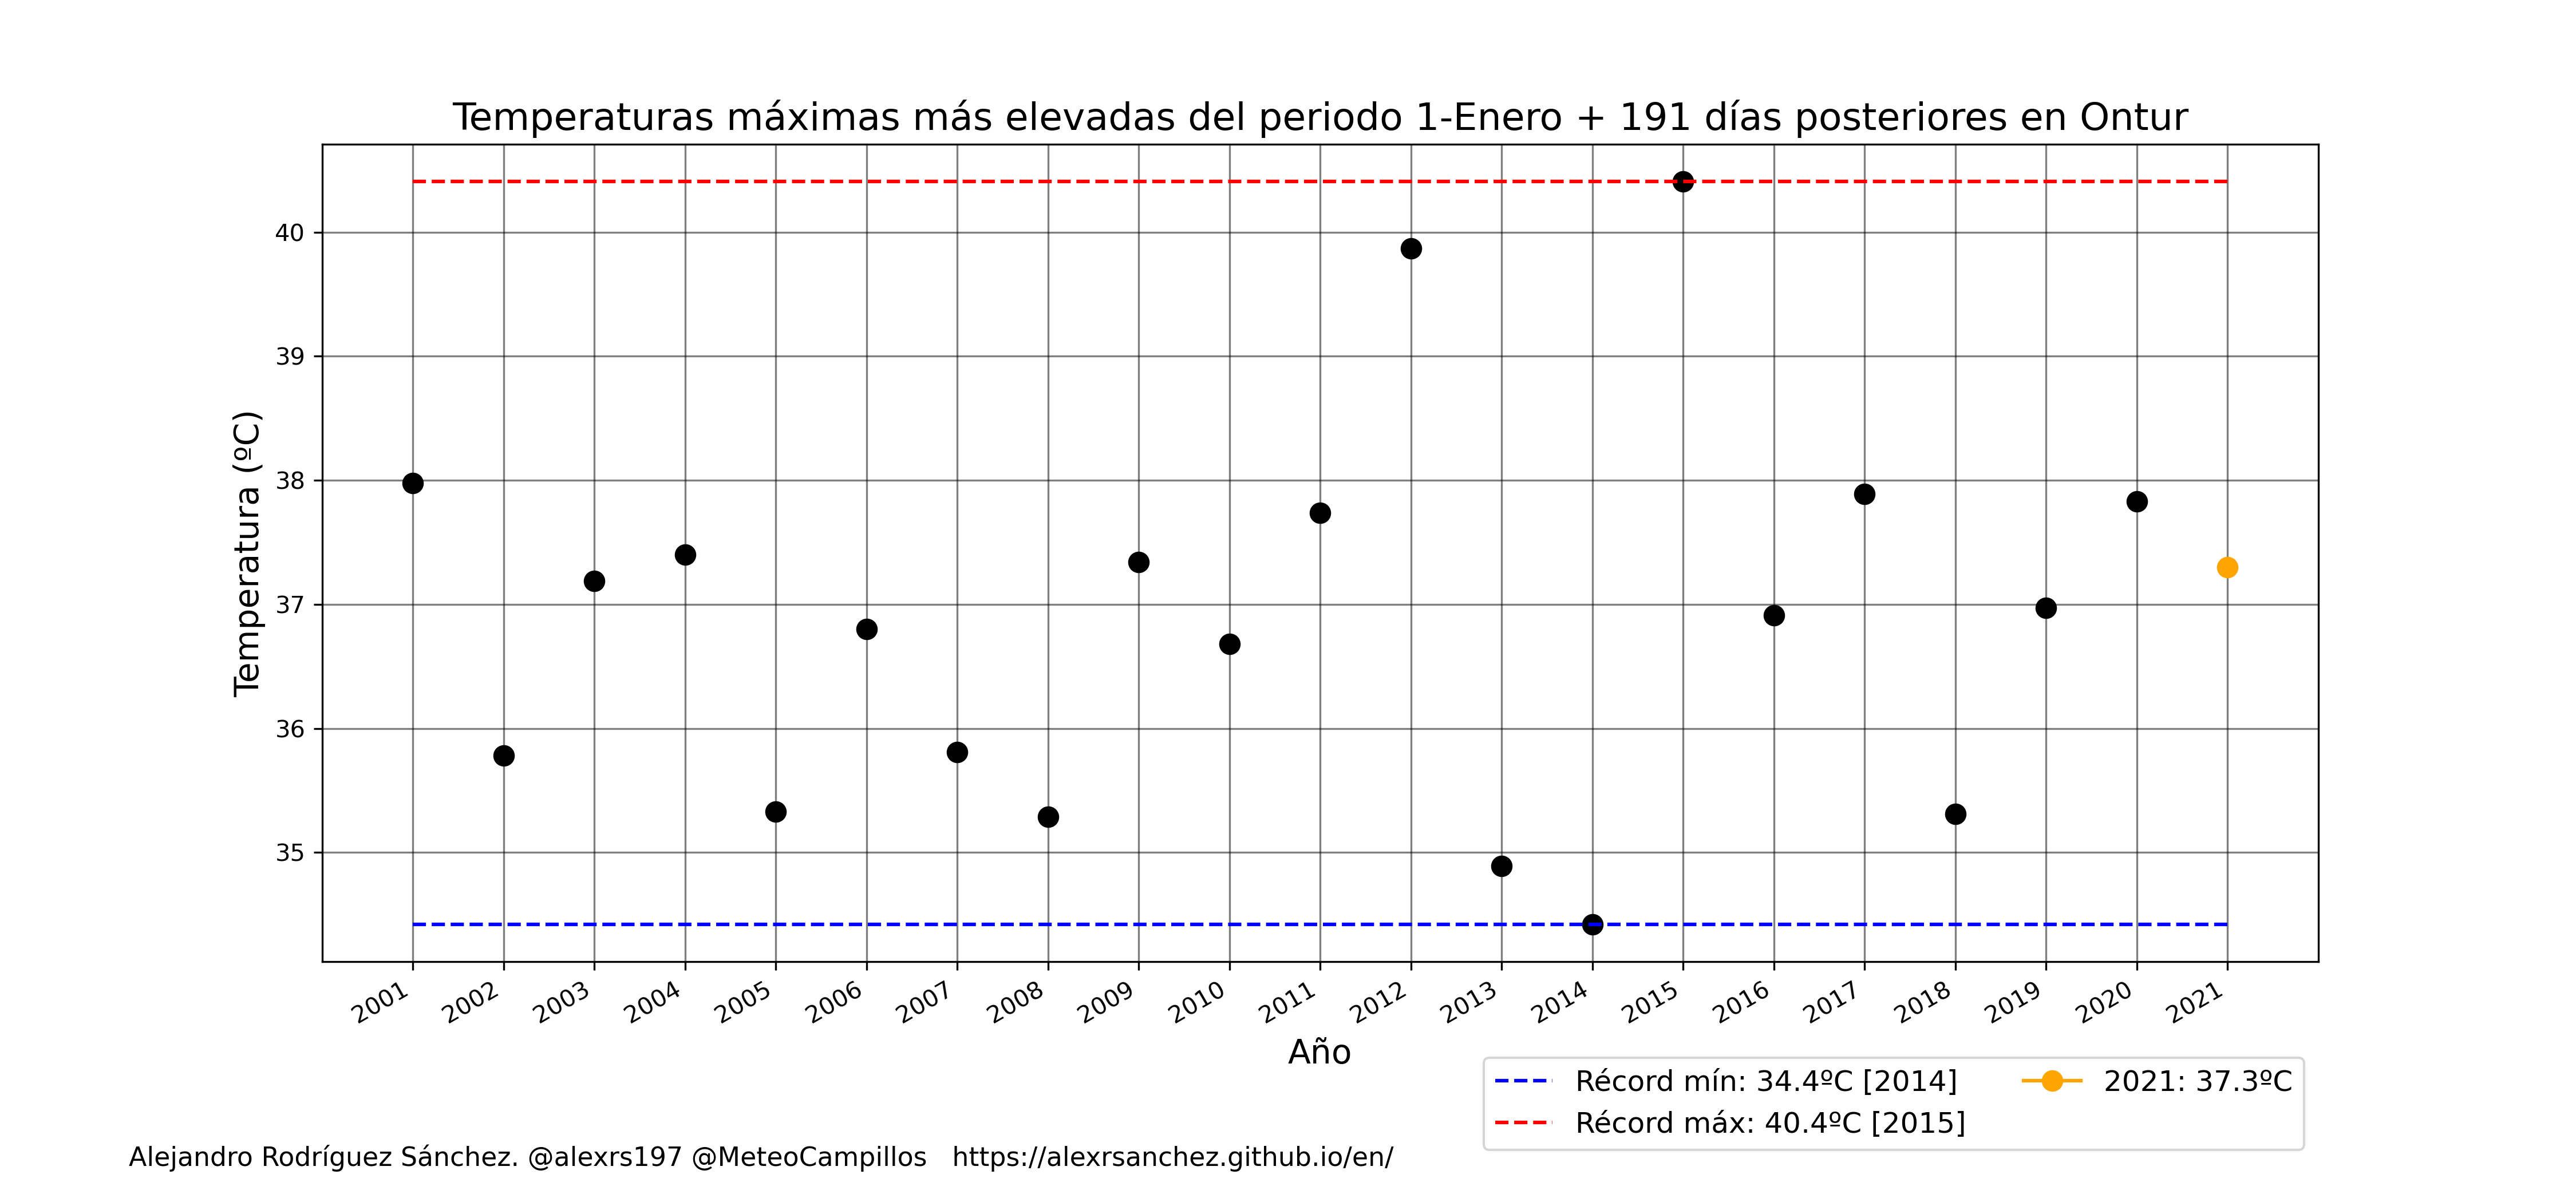 Temperaturas máximas más elevadas del periodo 1-Enero + 191 días posteriores en Ontur
Temperatura (ºC)
40
39
38
37
36
35
2001 2002 2003 2004 2005 2006 2007 2008 2009 2010 2011 2012 2013 2014 2015 2016 2017 2018 2019 2020 2021
Año
Récord mín: 34.4ºC [2014]
Récord máx: 40.4ºC [2015]
2021: 37.3ºC
Alejandro Rodríguez Sánchez. @alexrs197 @MeteoCampillos https://alexrsanchez.github.io/en/